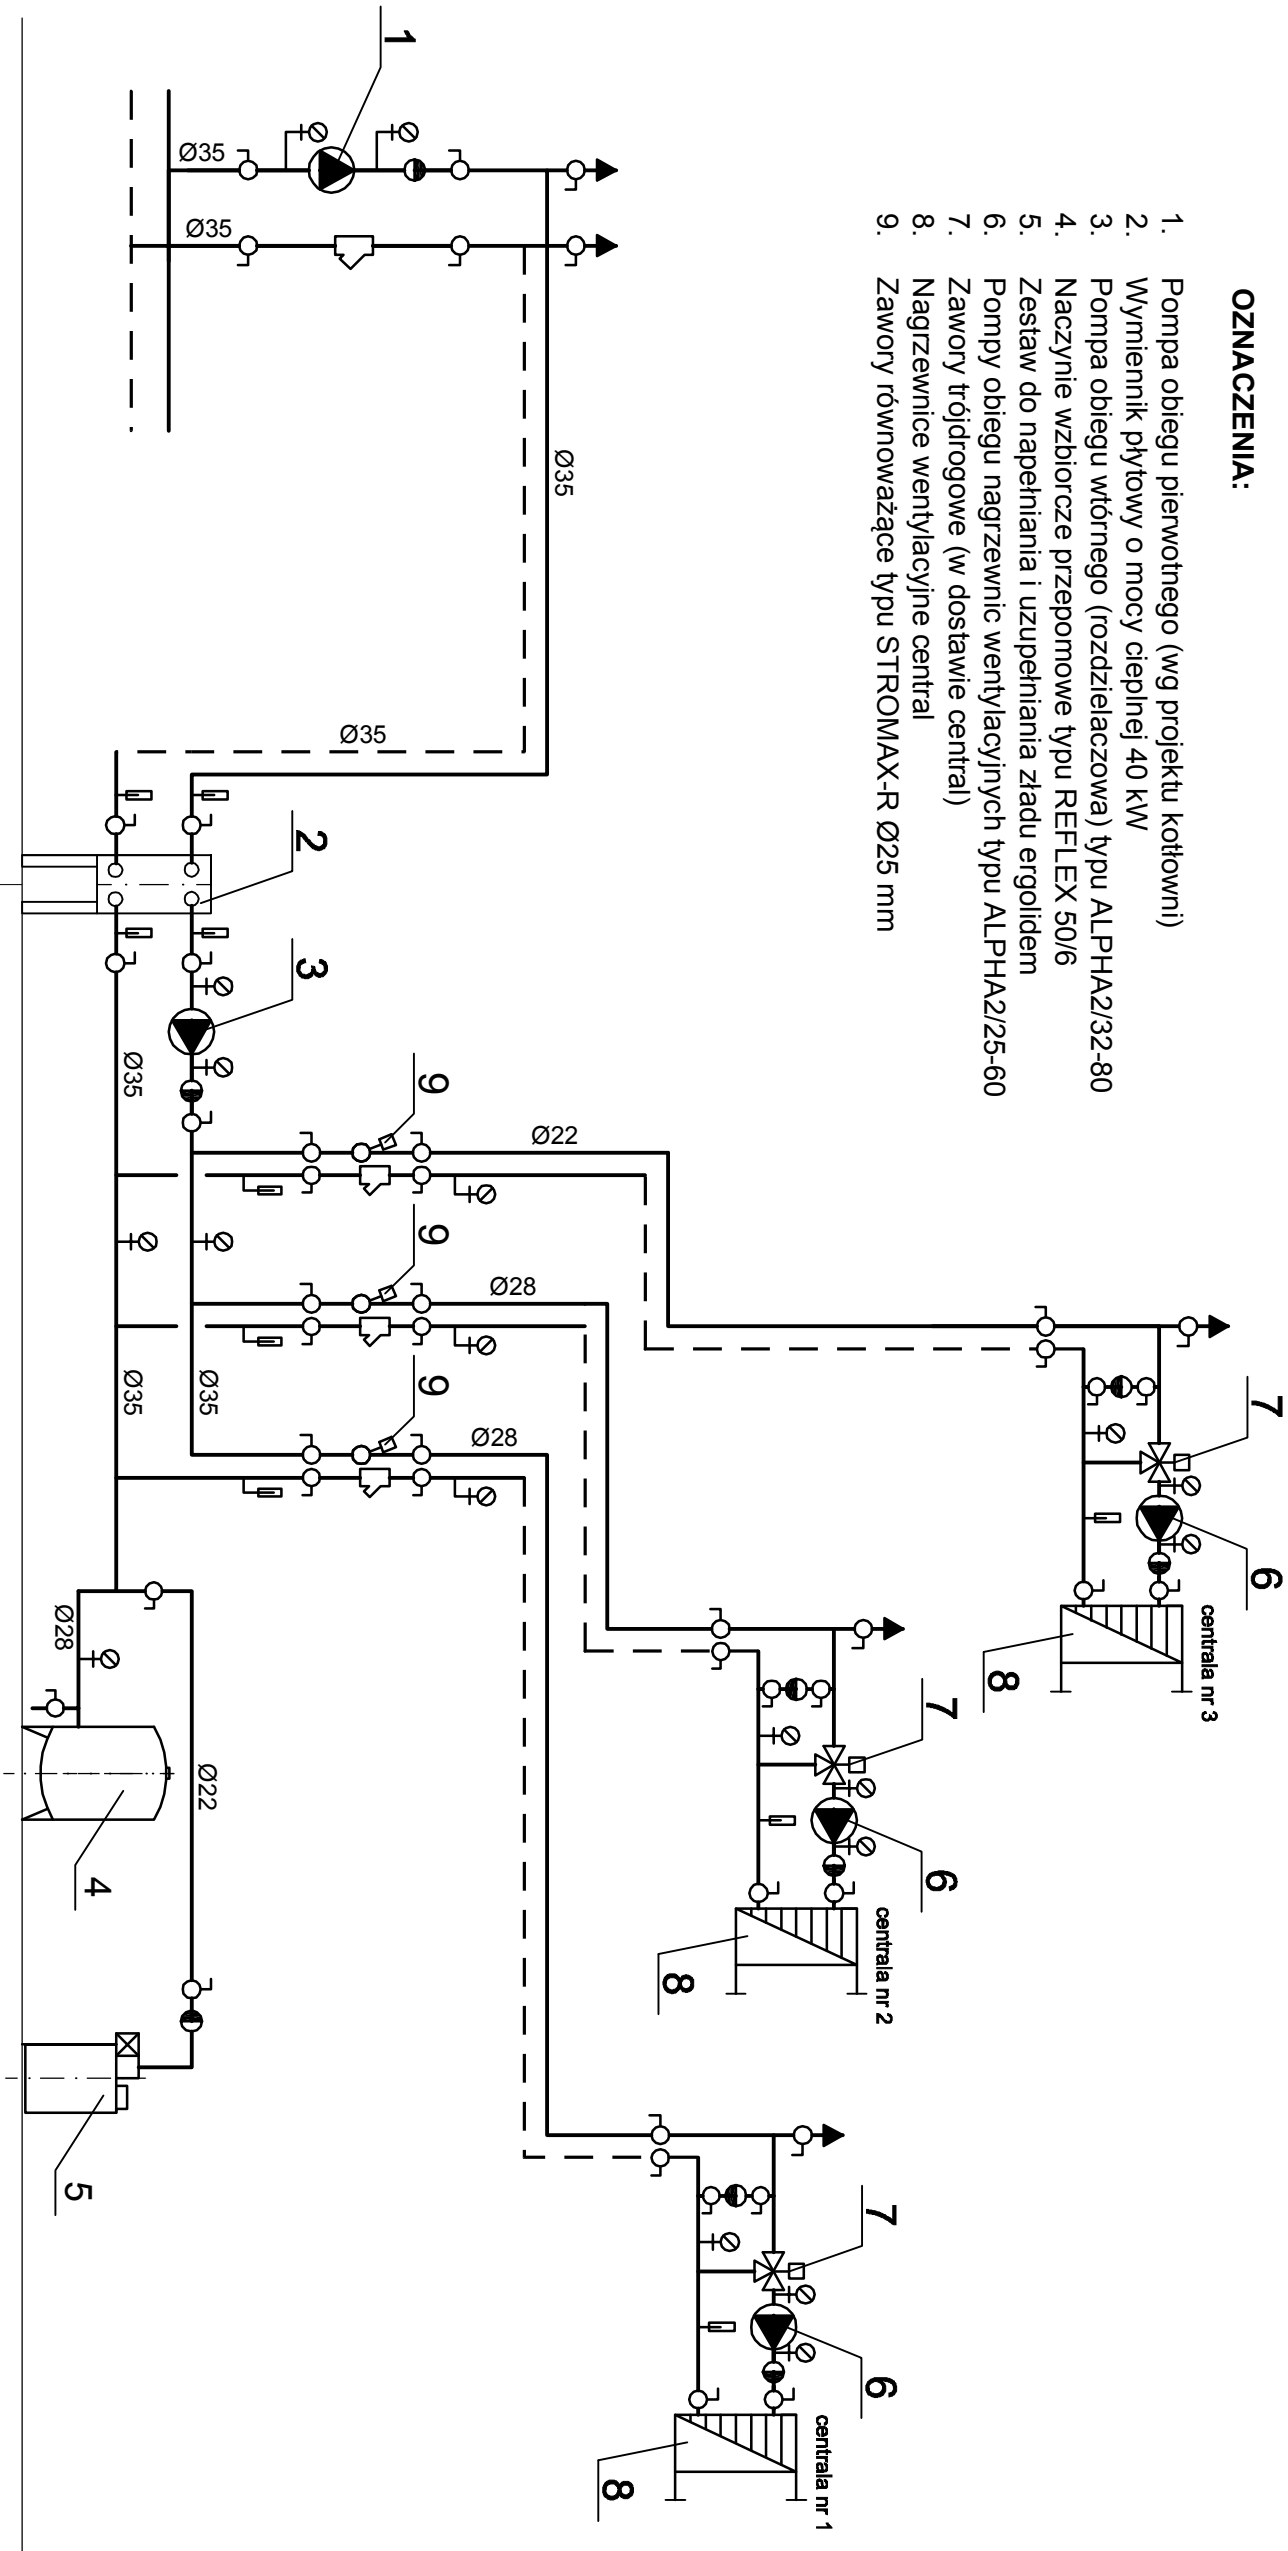 OZNACZENIA:
1. Pompa obiegu pierwotnego (wg projektu kotłowni)
2. Wymiennik płytowy o mocy cieplnej 40 kW
3. Pompa obiegu wtórnego (rozdzielaczowa) typu ALPHA2/32-80
4. Naczynie wzbiorcze przeponowe typu REFLEX 50/6
5. Zestaw do napełniania i uzupełniania zładu ergolidem
6. Pompy obiegu nagrzewnic wentylacyjnych typu ALPHA2/25-60
7. Zawory trójdrogowe (w dostawie central)
8. Nagrzewnice wentylacyjne central
9. Zawory równoważące typu STROMAX-R Ø25 mm
centrala nr 3
7
6
8
centrala nr 2
7
6
8
centrala nr 1
7
6
8
1
Ø35
Ø35
Ø35
Ø35
2
3
9
9
9
Ø22
Ø28
Ø28
Ø35
Ø35
Ø35
Ø28
Ø22
4
5